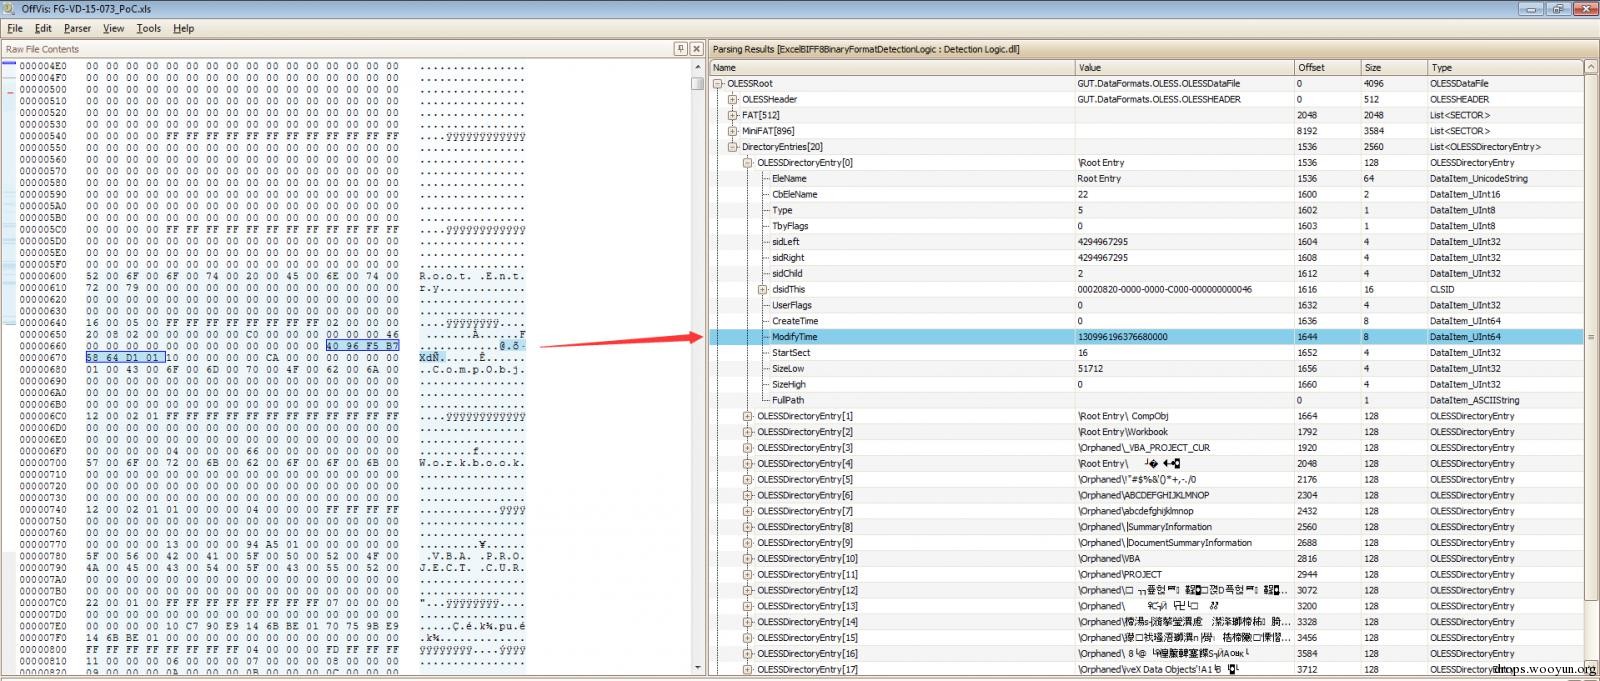 OffVis: FG-VD-15-073_PoC.xls
File Edit Parser View Tools Help
Raw File Contents
000004E0 00 00 00 00 00 00 00 00 00 00 00 00 00 00 00 00 ................
000004F0 00 00 00 00 00 00 00 00 00 00 00 00 00 00 00 00 ................
00000500 00 00 00 00 00 00 00 00 00 00 00 00 00 00 00 00 ................
00000510 00 00 00 00 00 00 00 00 00 00 00 00 00 00 00 00 ................
00000520 00 00 00 00 00 00 00 00 00 00 00 00 00 00 00 00 ................
00000530 00 00 00 00 00 00 00 00 00 00 00 00 00 00 00 00 ................
00000540 00 00 00 00 FF FF FF FF FF FF FF FF FF FF FF FF ....ÿÿÿÿÿÿÿÿÿÿÿÿ
00000550 00 00 00 00 00 00 00 00 00 00 00 00 00 00 00 00 ................
00000560 00 00 00 00 00 00 00 00 00 00 00 00 00 00 00 00 ................
00000570 00 00 00 00 00 00 00 00 00 00 00 00 00 00 00 00 ................
00000580 00 00 00 00 00 00 00 00 00 00 00 00 00 00 00 00 ................
00000590 00 00 00 00 00 00 00 00 00 00 00 00 00 00 00 00 ................
000005A0 00 00 00 00 00 00 00 00 00 00 00 00 00 00 00 00 ................
000005B0 00 00 00 00 00 00 00 00 00 00 00 00 00 00 00 00 ................
000005C0 00 00 00 00 FF FF FF FF FF FF FF FF FF FF FF FF ....ÿÿÿÿÿÿÿÿÿÿÿÿ
000005D0 00 00 00 00 00 00 00 00 00 00 00 00 00 00 00 00 ................
000005E0 00 00 00 00 00 00 00 00 00 00 00 00 00 00 00 00 ................
000005F0 00 00 00 00 00 00 00 00 00 00 00 00 00 00 00 00 ................
00000600 52 00 6F 00 6F 00 74 00 20 00 45 00 6E 00 74 00 R.o.o.t. .E.n.t.
00000610 72 00 79 00 00 00 00 00 00 00 00 00 00 00 00 00 r.y.............
00000620 00 00 00 00 00 00 00 00 00 00 00 00 00 00 00 00 ................
00000630 00 00 00 00 00 00 00 00 00 00 00 00 00 00 00 00 ................
00000640 16 00 05 00 FF FF FF FF FF FF FF FF 02 00 00 00 ....ÿÿÿÿÿÿÿÿ....
00000650 20 08 02 00 00 00 00 00 C0 00 00 00 00 00 00 46 .......À......F
00000660 00 00 00 00 00 00 00 00 00 00 00 00 40 96 F5 B7 ............@.õ·
00000670 58 64 D1 01 10 00 00 00 00 CA 00 00 00 00 00 00 XdÑ......Ê......
00000680 01 00 43 00 6F 00 6D 00 70 00 4F 00 62 00 6A 00 ..C.o.m.p.O.b.j.
00000690 00 00 00 00 00 00 00 00 00 00 00 00 00 00 00 00 ................
000006A0 00 00 00 00 00 00 00 00 00 00 00 00 00 00 00 00 ................
000006B0 00 00 00 00 00 00 00 00 00 00 00 00 00 00 00 00 ................
000006C0 12 00 02 01 FF FF FF FF FF FF FF FF FF FF FF FF ....ÿÿÿÿÿÿÿÿÿÿÿÿ
000006D0 00 00 00 00 00 00 00 00 00 00 00 00 00 00 00 00 ................
000006E0 00 00 00 00 00 00 00 00 00 00 00 00 00 00 00 00 ................
000006F0 00 00 00 00 04 00 00 00 66 00 00 00 00 00 00 00 ........f.......
00000700 57 00 6F 00 72 00 6B 00 62 00 6F 00 6F 00 6B 00 W.o.r.k.b.o.o.k.
00000710 00 00 00 00 00 00 00 00 00 00 00 00 00 00 00 00 ................
00000720 00 00 00 00 00 00 00 00 00 00 00 00 00 00 00 00 ................
00000730 00 00 00 00 00 00 00 00 00 00 00 00 00 00 00 00 ................
00000740 12 00 02 01 01 00 00 00 04 00 00 00 FF FF FF FF ............ÿÿÿÿ
00000750 00 00 00 00 00 00 00 00 00 00 00 00 00 00 00 00 ................
00000760 00 00 00 00 00 00 00 00 00 00 00 00 00 00 00 00 ................
00000770 00 00 00 00 13 00 00 00 94 A5 01 00 00 00 00 00 .........¥......
00000780 5F 00 56 00 42 00 41 00 5F 00 50 00 52 00 4F 00 _.V.B.A._.P.R.O.
00000790 4A 00 45 00 43 00 54 00 5F 00 43 00 55 00 52 00 J.E.C.T._.C.U.R.
000007A0 00 00 00 00 00 00 00 00 00 00 00 00 00 00 00 00 ................
000007B0 00 00 00 00 00 00 00 00 00 00 00 00 00 00 00 00 ................
000007C0 22 00 01 00 FF FF FF FF FF FF FF FF 07 00 00 00 "...ÿÿÿÿÿÿÿÿ....
000007D0 00 00 00 00 00 00 00 00 00 00 00 00 00 00 00 00 ................
000007E0 00 00 00 00 10 C7 90 E9 14 6B BE 01 70 75 9B E9 .....Ç.é.k¾.pu.é
000007F0 14 6B BE 01 00 00 00 00 00 00 00 00 00 00 00 00 .k¾.............
00000800 FF FF FF FF FF FF FF FF 04 00 00 00 FD FF FF FF
00000810 11 00 00 00 06 00 00 00 07 00 00 00 08 00 00 00 ................
00000820 09 00 00 00 0A 00 00 00 0B 00 00 00 0C 00 00 00
Parsing Results [ExcelBIFF8BinaryFormatDetectionLogic : Detection Logic.dll]
Name Value Offset Size Type
OLESSRoot GUT.DataFormats.OLESS.OLESSDataFile 0 4096 OLESSDataFile
OLESSHeader GUT.DataFormats.OLESS.OLESSHEADER 0 512 OLESSHEADER
FAT[512] 2048 2048 List<SECTOR>
MiniFAT[896] 8192 3584 List<SECTOR>
DirectoryEntries[20] 1536 2560 List<OLESSDirectoryEntry>
OLESSDirectoryEntry[0] \Root Entry 1536 128 OLESSDirectoryEntry
EleName Root Entry 1536 64 DataItem_UnicodeString
CbEleName 22 1600 2 DataItem_UInt16
Type 5 1602 1 DataItem_UInt8
TbyFlags 0 1603 1 DataItem_UInt8
sidLeft 4294967295 1604 4 DataItem_UInt32
sidRight 4294967295 1608 4 DataItem_UInt32
sidChild 2 1612 4 DataItem_UInt32
clsidThis 00020820-0000-0000-C000-000000000046 1616 16 CLSID
UserFlags 0 1632 4 DataItem_UInt32
CreateTime 0 1636 8 DataItem_UInt64
ModifyTime 130996196376680000 1644 8 DataItem_UInt64
StartSect 16 1652 4 DataItem_UInt32
SizeLow 51712 1656 4 DataItem_UInt32
SizeHigh 0 1660 4 DataItem_UInt32
FullPath 0 1 DataItem_ASCIIString
OLESSDirectoryEntry[1] \Root Entry\ CompObj 1664 128 OLESSDirectoryEntry
OLESSDirectoryEntry[2] \Root Entry\Workbook 1792 128 OLESSDirectoryEntry
OLESSDirectoryEntry[3] \Orphaned\_VBA_PROJECT_CUR 1920 128 OLESSDirectoryEntry
OLESSDirectoryEntry[4] \Root Entry\ 2048 128 OLESSDirectoryEntry
OLESSDirectoryEntry[5] \Orphaned\!"#$%&'()*+,-./0 2176 128 OLESSDirectoryEntry
OLESSDirectoryEntry[6] \Orphaned\ABCDEFGHIJKLMNOP 2304 128 OLESSDirectoryEntry
OLESSDirectoryEntry[7] \Orphaned\abcdefghijklmnop 2432 128 OLESSDirectoryEntry
OLESSDirectoryEntry[8] \Orphaned\|SummaryInformation 2560 128 OLESSDirectoryEntry
OLESSDirectoryEntry[9] \Orphaned\|DocumentSummaryInformation 2688 128 OLESSDirectoryEntry
OLESSDirectoryEntry[10] \Orphaned\VBA 2816 128 OLESSDirectoryEntry
OLESSDirectoryEntry[11] \Orphaned\PROJECT 2944 128 OLESSDirectoryEntry
OLESSDirectoryEntry[12] 3072 128 OLESSDirectoryEntry
OLESSDirectoryEntry[13] 3200 128 OLESSDirectoryEntry
OLESSDirectoryEntry[14] 3328 128 OLESSDirectoryEntry
OLESSDirectoryEntry[15] 3456 128 OLESSDirectoryEntry
OLESSDirectoryEntry[16] 3584 128 OLESSDirectoryEntry
OLESSDirectoryEntry[17] 3712 128
drops.wooyun.org